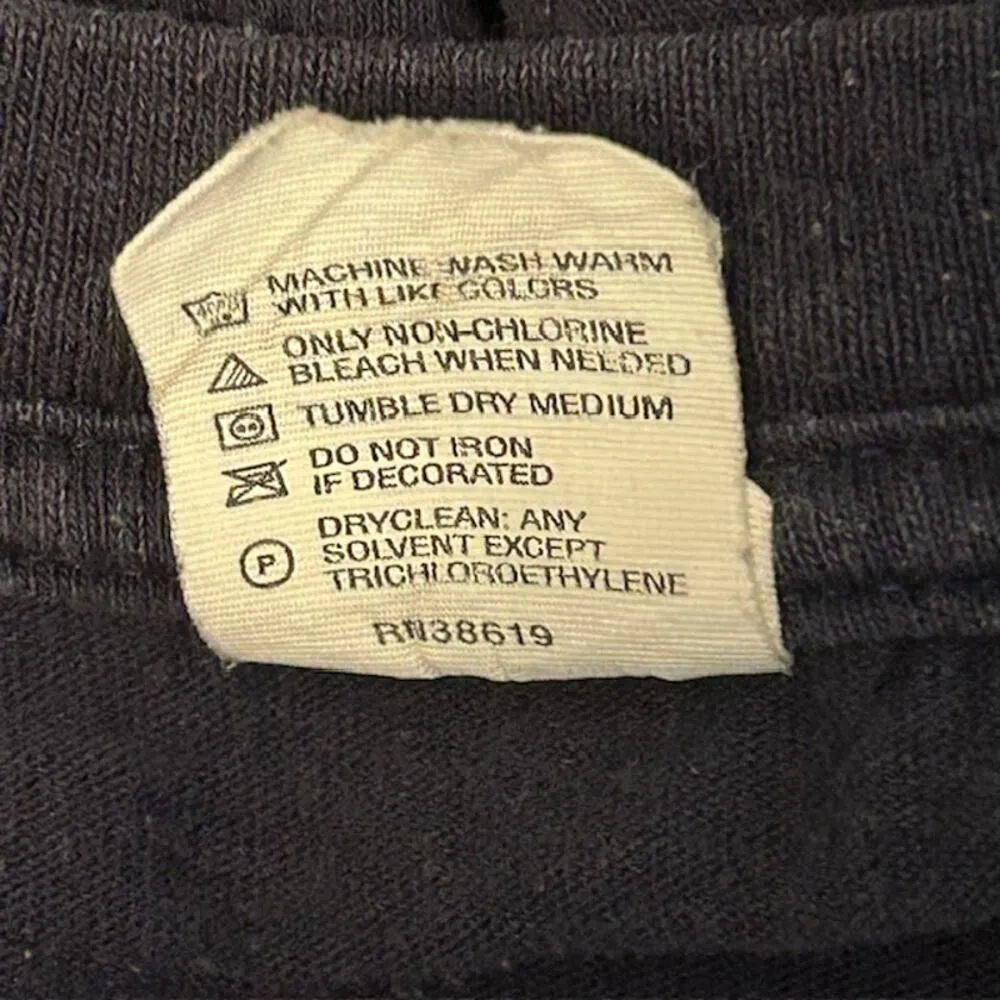 MACHINE WASH WARM
WITH LIKE COLORS
ONLY NON-CHLORINE
BLEACH WHEN NEEDED
TUMBLE DRY MEDIUM
DO NOT IRON
IF DECORATED
DRYCLEAN: ANY
SOLVENT EXCEPT
P
TRICHLOROETHYLENE
RN38619